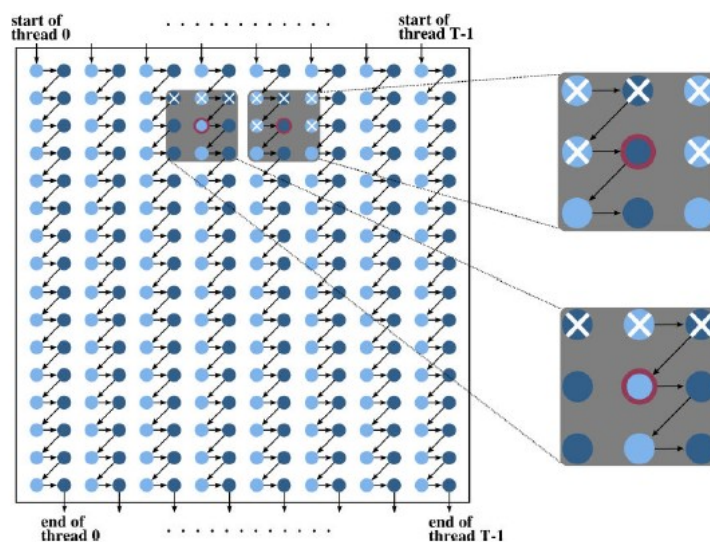 start of
thread 0
. . . . . . . . . . . .
start of
thread T-1
end of
thread 0
. . . . . . . . . . . .
end of
thread T-1